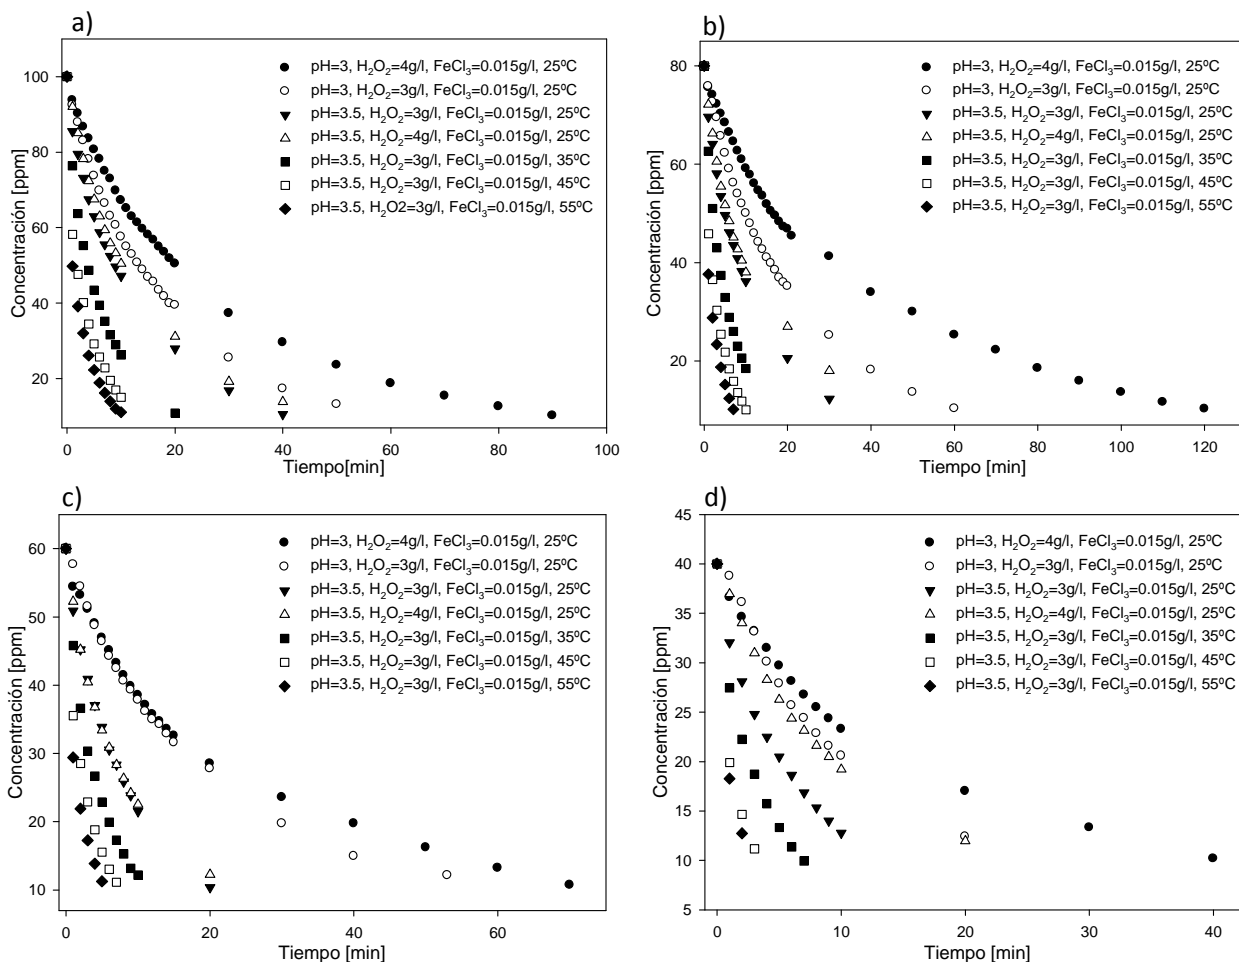 a)
pH=3, H₂O₂=4g/l, FeCl₃=0.015g/l, 25ºC
pH=3, H₂O₂=3g/l, FeCl₃=0.015g/l, 25ºC
pH=3.5, H₂O₂=3g/l, FeCl₃=0.015g/l, 25ºC
pH=3.5, H₂O₂=4g/l, FeCl₃=0.015g/l, 25ºC
pH=3.5, H₂O₂=3g/l, FeCl₃=0.015g/l, 35ºC
pH=3.5, H₂O₂=3g/l, FeCl₃=0.015g/l, 45ºC
pH=3.5, H₂O2=3g/l, FeCl₃=0.015g/l, 55ºC
Concentración [ppm]
100
80
60
40
20
0 20 40 60 80 100
Tiempo[min]
b)
pH=3, H₂O₂=4g/l, FeCl₃=0.015g/l, 25ºC
pH=3, H₂O₂=3g/l, FeCl₃=0.015g/l, 25ºC
pH=3.5, H₂O₂=3g/l, FeCl₃=0.015g/l, 25ºC
pH=3.5, H₂O₂=4g/l, FeCl₃=0.015g/l, 25ºC
pH=3.5, H₂O₂=3g/l, FeCl₃=0.015g/l, 35ºC
pH=3.5, H₂O₂=3g/l, FeCl₃=0.015g/l, 45ºC
pH=3.5, H₂O₂=3g/l, FeCl₃=0.015g/l, 55ºC
Concentración [ppm]
80
60
40
20
0 20 40 60 80 100 120
Tiempo [min]
c)
pH=3, H₂O₂=4g/l, FeCl₃=0.015g/l, 25ºC
pH=3, H₂O₂=3g/l, FeCl₃=0.015g/l, 25ºC
pH=3.5, H₂O₂=3g/l, FeCl₃=0.015g/l, 25ºC
pH=3.5, H₂O₂=4g/l, FeCl₃=0.015g/l, 25ºC
pH=3.5, H₂O₂=3g/l, FeCl₃=0.015g/l, 35ºC
pH=3.5, H₂O₂=3g/l, FeCl₃=0.015g/l, 45ºC
pH=3.5, H₂O₂=3g/l, FeCl₃=0.015g/l, 55ºC
Concentración [ppm]
60
50
40
30
20
10
0 20 40 60
Tiempo [min]
d)
pH=3, H₂O₂=4g/l, FeCl₃=0.015g/l, 25ºC
pH=3, H₂O₂=3g/l, FeCl₃=0.015g/l, 25ºC
pH=3.5, H₂O₂=3g/l, FeCl₃=0.015g/l, 25ºC
pH=3.5, H₂O₂=4g/l, FeCl₃=0.015g/l, 25ºC
pH=3.5, H₂O₂=3g/l, FeCl₃=0.015g/l, 35ºC
pH=3.5, H₂O₂=3g/l, FeCl₃=0.015g/l, 45ºC
pH=3.5, H₂O₂=3g/l, FeCl₃=0.015g/l, 55ºC
Concentración [ppm]
45
40
35
30
25
20
15
10
5
0 10 20 30 40
Tiempo [min]